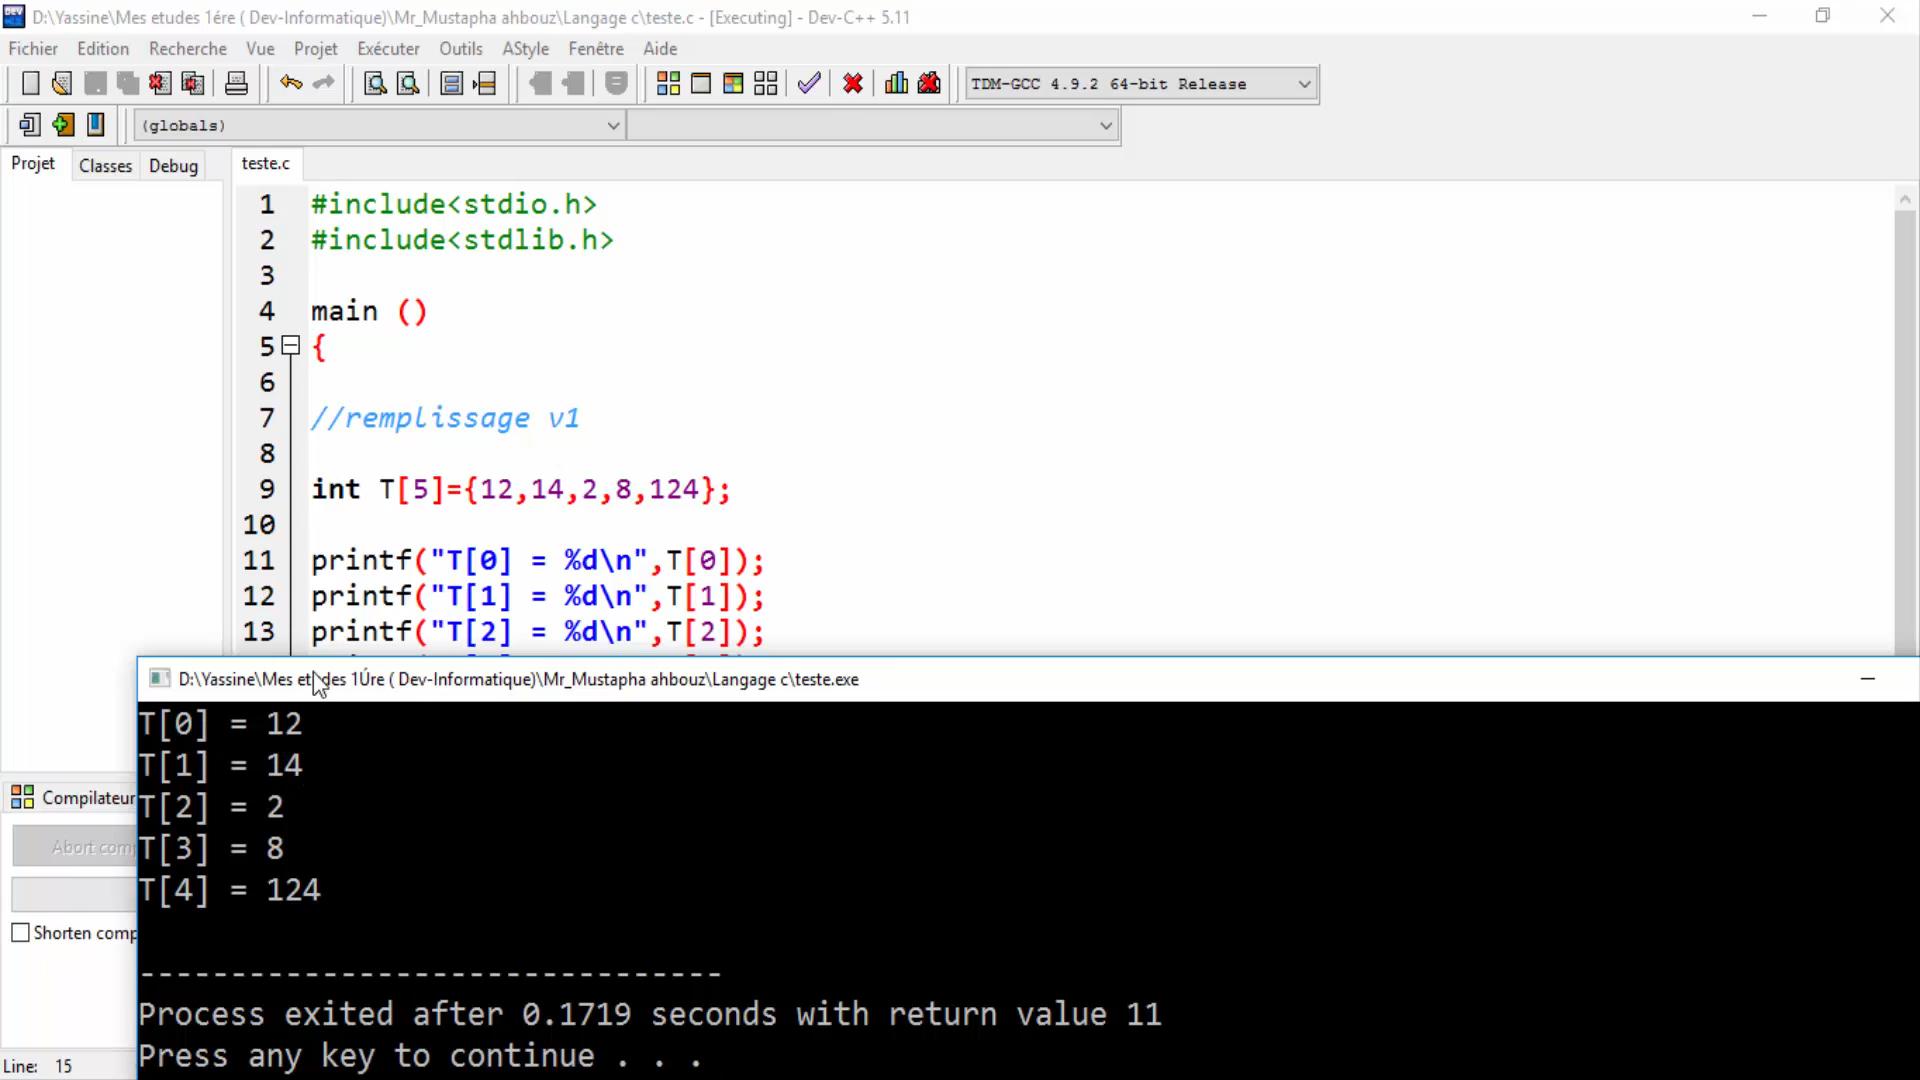 D:\Yassine\Mes etudes 1ére ( Dev-Informatique)\Mr_Mustapha ahbouz\Langage c\teste.c - [Executing] - Dev-C++ 5.11
Fichier Edition Recherche Vue Projet Exécuter Outils AStyle Fenêtre Aide
TDM-GCC 4.9.2 64-bit Release
(globals)
Projet Classes Debug teste.c
1 #include<stdio.h>
2 #include<stdlib.h>
3
4 main ()
5 {
6
7 //remplissage v1
8
9 int T[5]={12,14,2,8,124};
10
11 printf("T[0] = %d\n",T[0]);
12 printf("T[1] = %d\n",T[1]);
13 printf("T[2] = %d\n",T[2]);
D:\Yassine\Mes etudes 1Úre ( Dev-Informatique)\Mr_Mustapha ahbouz\Langage c\teste.exe
T[0] = 12
T[1] = 14
T[2] = 2
T[3] = 8
T[4] = 124
--------------------------------
Process exited after 0.1719 seconds with return value 11
Press any key to continue . . .
Compilateur
Abort com
Shorten comp
Line: 15